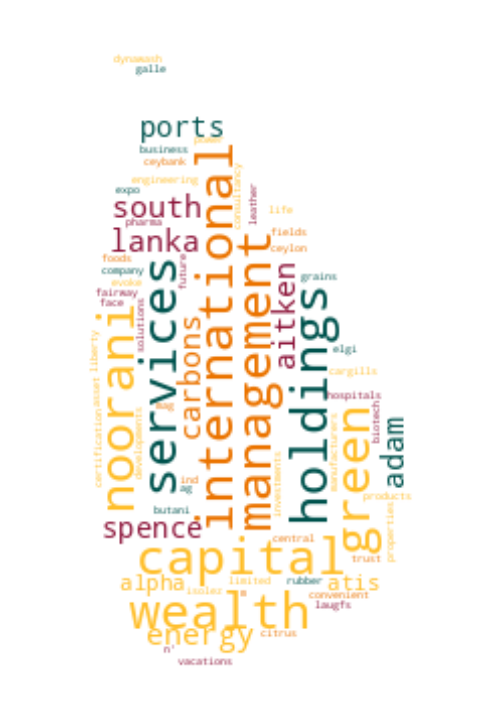 dynawash
galle
ports
power
business
ceybank
international
consultancy
engineering
expo
leather
south
life
pharma
lanka
fields
management
ceylon
foods
future
services
company
aitken
grains
evoke
fairway
holdings
face
solutions
noorani
carbons
liberty
elgi
cargills
asset
hospitals
mag
green
biotech
developments
manufacturers
adam
certification
investments
ind
ag
products
butani
properties
spence
central
capital
trust
alpha
limited
rubber
atis
isolez
m
convenient
wealth
laugfs
energy
citrus
n'
vacations